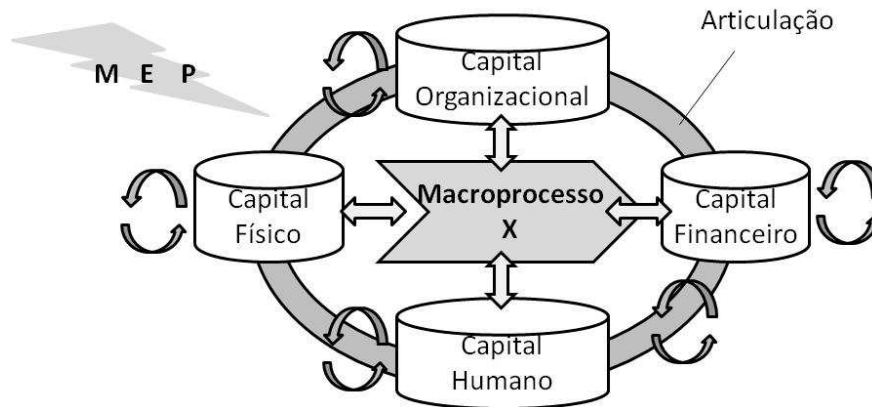 Articulação
M E P
Capital
Organizacional
Capital
Físico
Macroprocesso
X
Capital
Financeiro
Capital
Humano